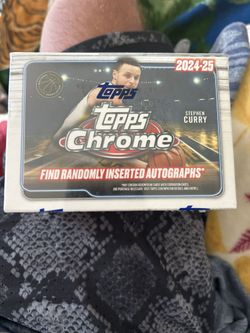 2024-25
Topps
Topps
Chrome
STEPHEN
CURRY
FIND RANDOMLY INSERTED AUTOGRAPHS*